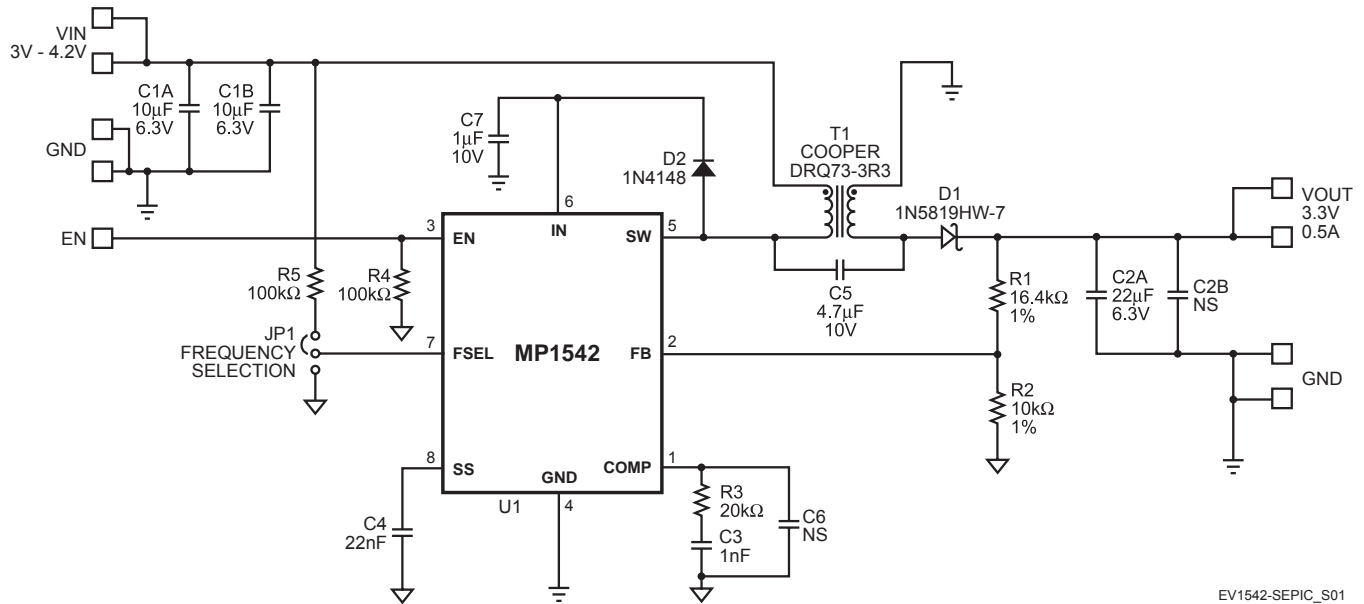 VIN
3V - 4.2V
C1A
10µF
6.3V
C1B
10µF
6.3V
GND
EN
C7
1µF
10V
D2
1N4148
T1
COOPER
DRQ73-3R3
D1
1N5819HW-7
VOUT
3.3V
0.5A
R5
100kΩ
R4
100kΩ
JP1
FREQUENCY
SELECTION
3
EN
6
IN
5
SW
7
FSEL
MP1542
2
FB
8
SS
GND
4
COMP
1
U1
C5
4.7µF
10V
R1
16.4kΩ
1%
C2A
22µF
6.3V
C2B
NS
R2
10kΩ
1%
GND
C4
22nF
R3
20kΩ
C3
1nF
C6
NS
EV1542-SEPIC_S01